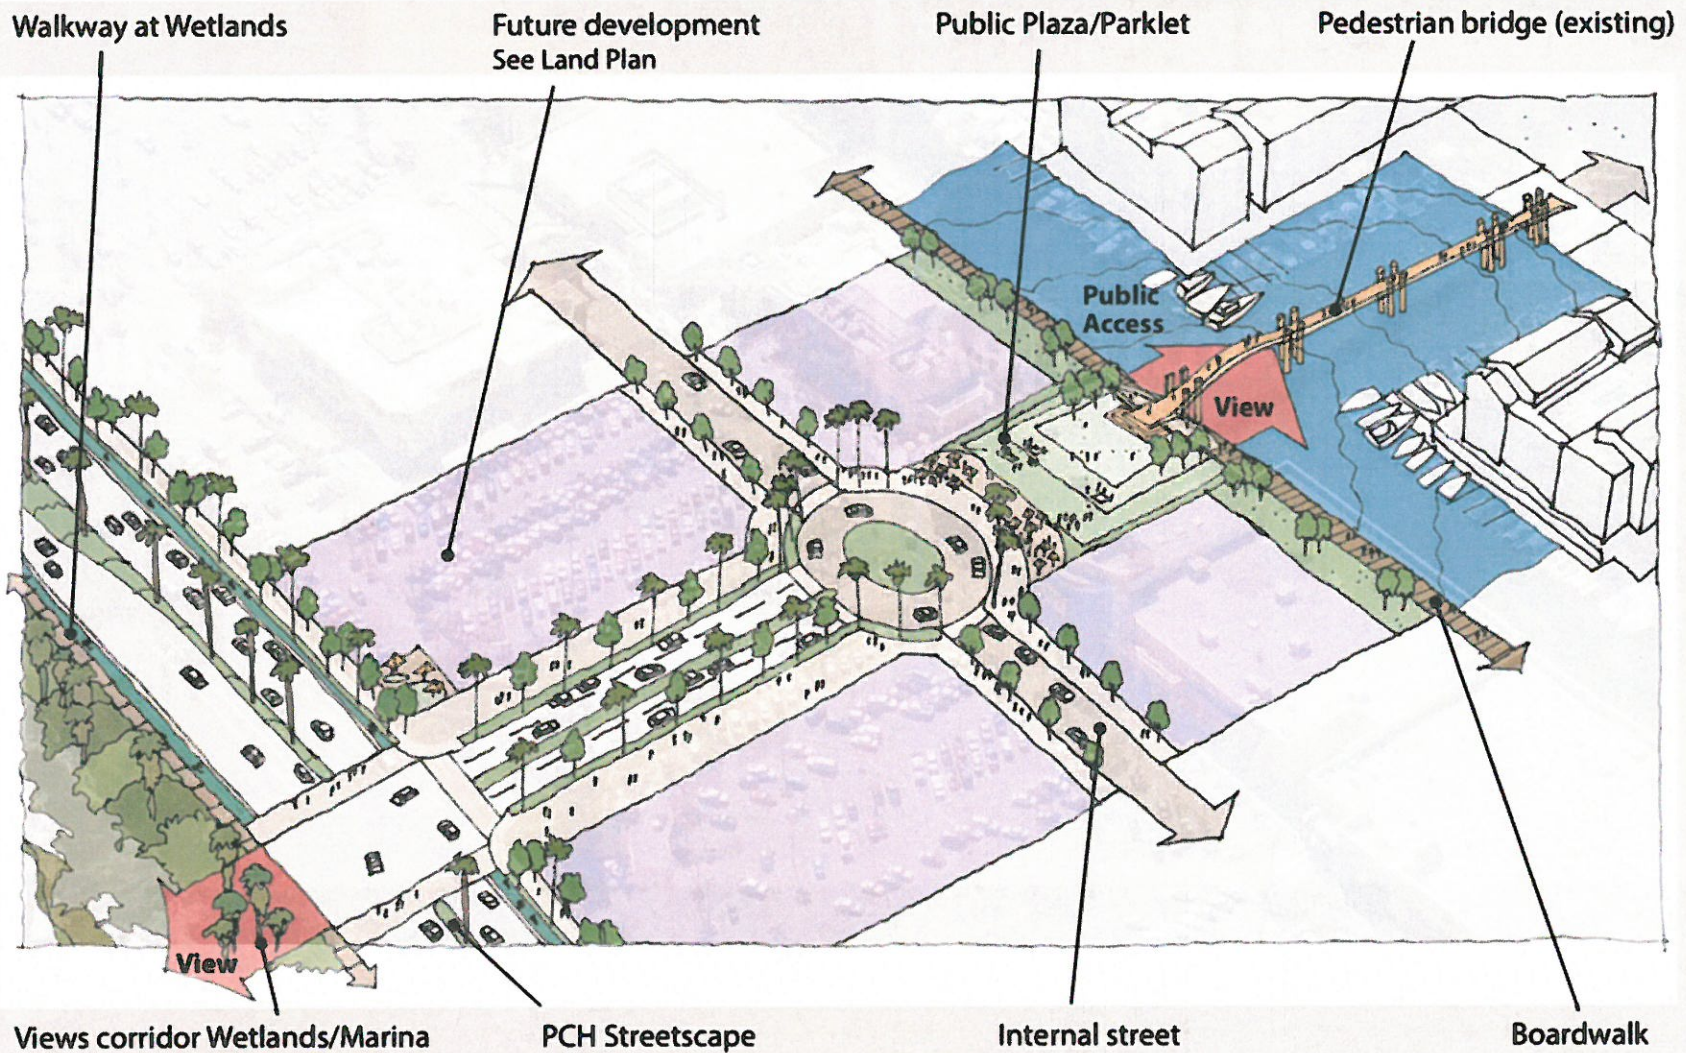 Walkway at Wetlands
Future development
See Land Plan
Public Plaza/Parklet
Pedestrian bridge (existing)
Public
Access
View
View
Views corridor Wetlands/Marina
PCH Streetscape
Internal street
Boardwalk